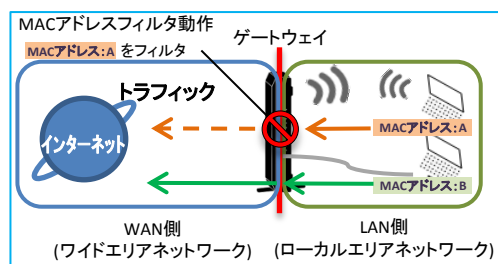 MACアドレスフィルタ動作
MACアドレス:A をフィルタ
ゲートウェイ
トラフィック
インターネット
MACアドレス:A
MACアドレス:B
WAN側
(ワイドエリアネットワーク)
LAN側
(ローカルエリアネットワーク)